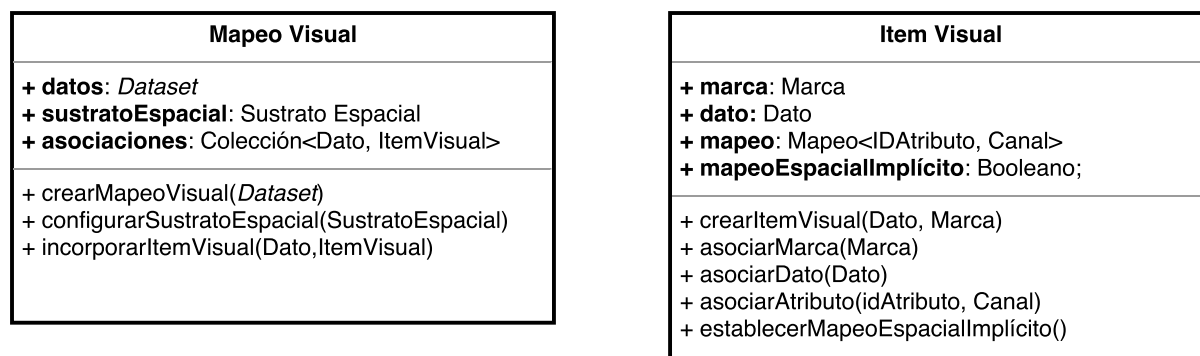 Mapeo Visual
+ datos: Dataset
+ sustratoEspacial: Sustrato Espacial
+ asociaciones: Colección<Dato, ItemVisual>
+ crearMapeoVisual(Dataset)
+ configurarSustratoEspacial(SustratoEspacial)
+ incorporarItemVisual(Dato,ItemVisual)
Item Visual
+ marca: Marca
+ dato: Dato
+ mapeo: Mapeo<IDAtributo, Canal>
+ mapeoEspacialImplícito: Booleano;
+ crearItemVisual(Dato, Marca)
+ asociarMarca(Marca)
+ asociarDato(Dato)
+ asociarAtributo(idAtributo, Canal)
+ establecerMapeoEspacialImplícito()